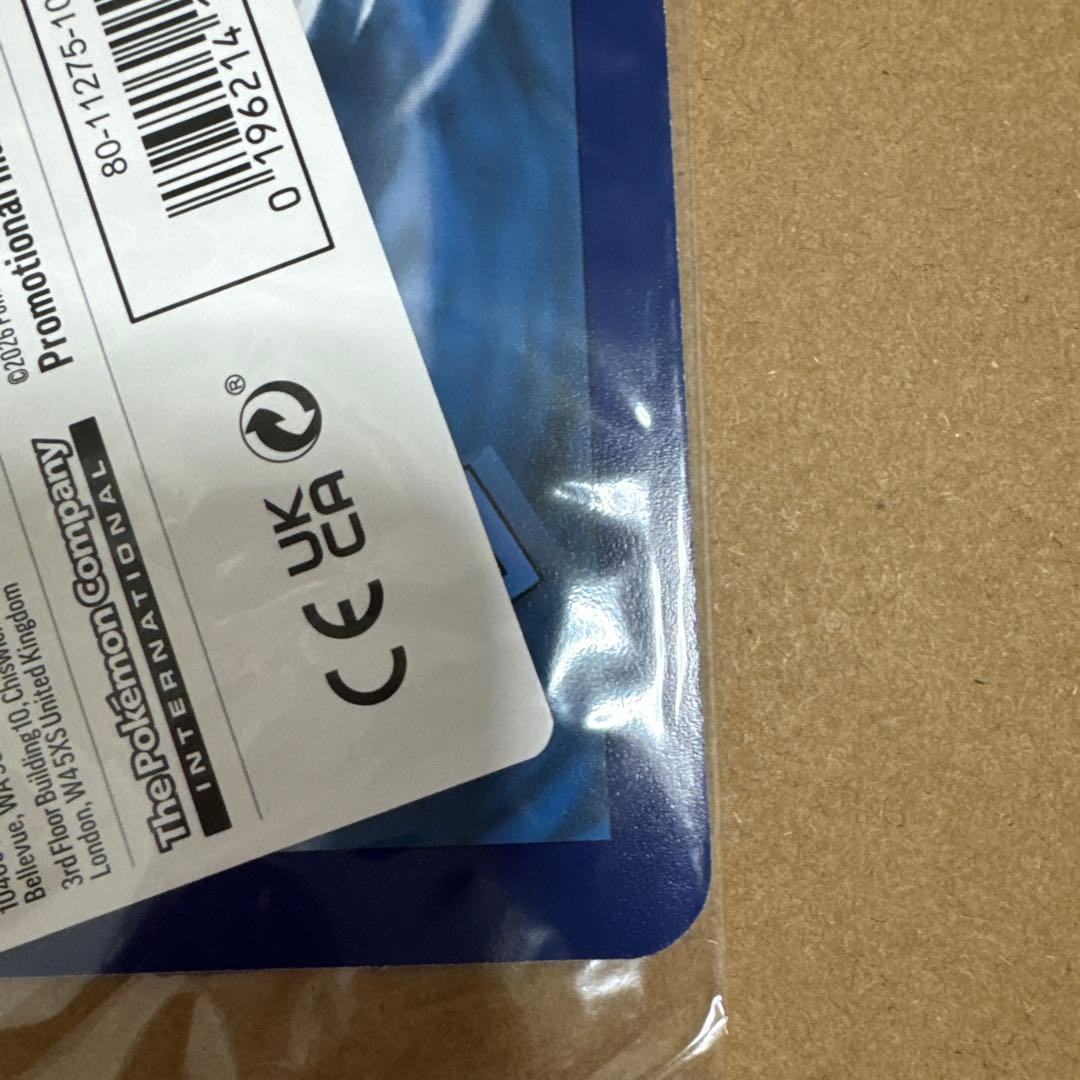 80-11275-10
0 196214
©2026
Promotional
The Pokémon Company
INTERNATIONAL
®
UK
CA
CE
Bellevue, WA
3rd Floor Building 10,
London, W4 5XS United Kingdom